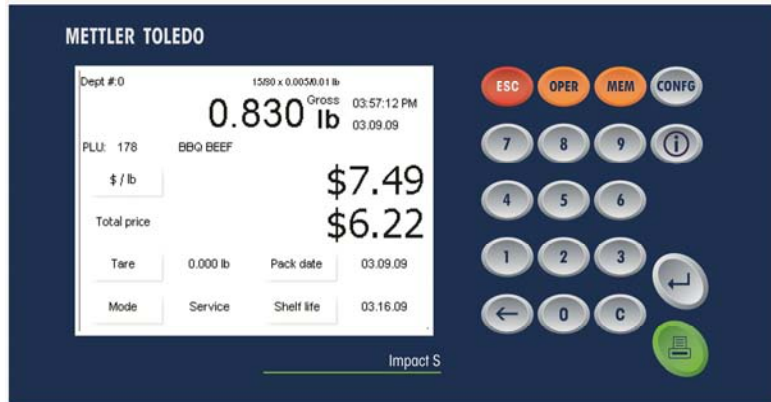 METTLER TOLEDO
Dept #:0 15/30 x 0.005/0.01 lb
0.830 Gross lb 03:57:12 PM
03.09.09
PLU: 178 BBQ BEEF
$ / lb $7.49
Total price $6.22
Tare 0.000 lb Pack date 03.09.09
Mode Service Shelf life 03.16.09
Impact S
ESC OPER MEM CONFG
7 8 9 i
4 5 6
1 2 3
0 C